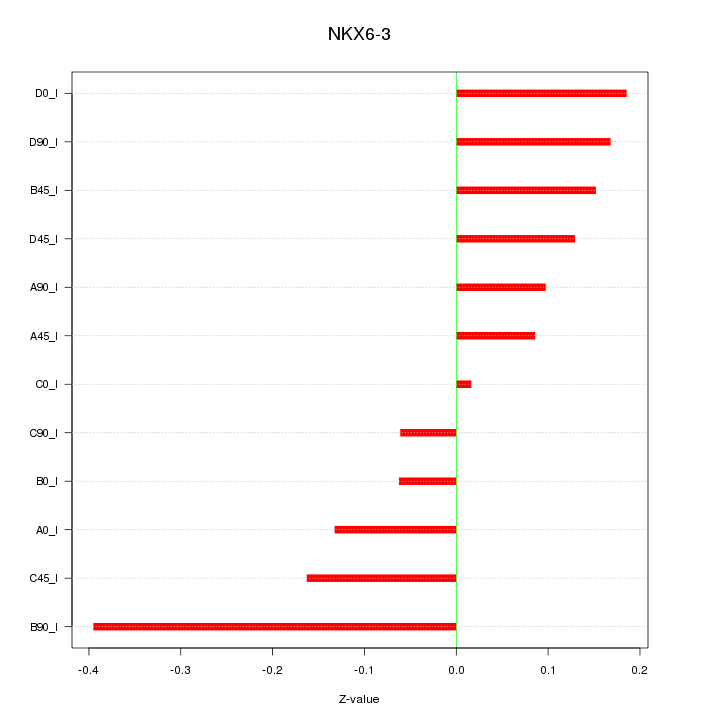 NKX6-3
D0_I
D90_I
B45_I
D45_I
A90_I
A45_I
C0_I
C90_I
B0_I
A0_I
C45_I
B90_I
-0.4 -0.3 -0.2 -0.1 0.0 0.1 0.2
Z-value